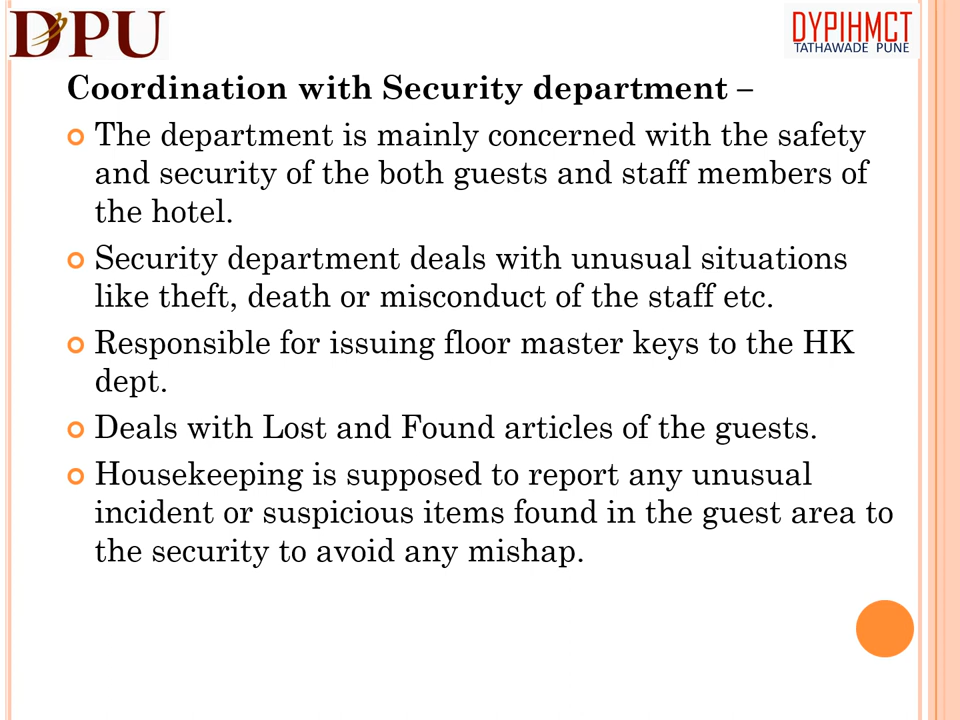 DPU
DYPIHMCT
TATHAWADE PUNE
Coordination with Security department –
The department is mainly concerned with the safety
and security of the both guests and staff members of
the hotel.
Security department deals with unusual situations
like theft, death or misconduct of the staff etc.
Responsible for issuing floor master keys to the HK
dept.
Deals with Lost and Found articles of the guests.
Housekeeping is supposed to report any unusual
incident or suspicious items found in the guest area to
the security to avoid any mishap.